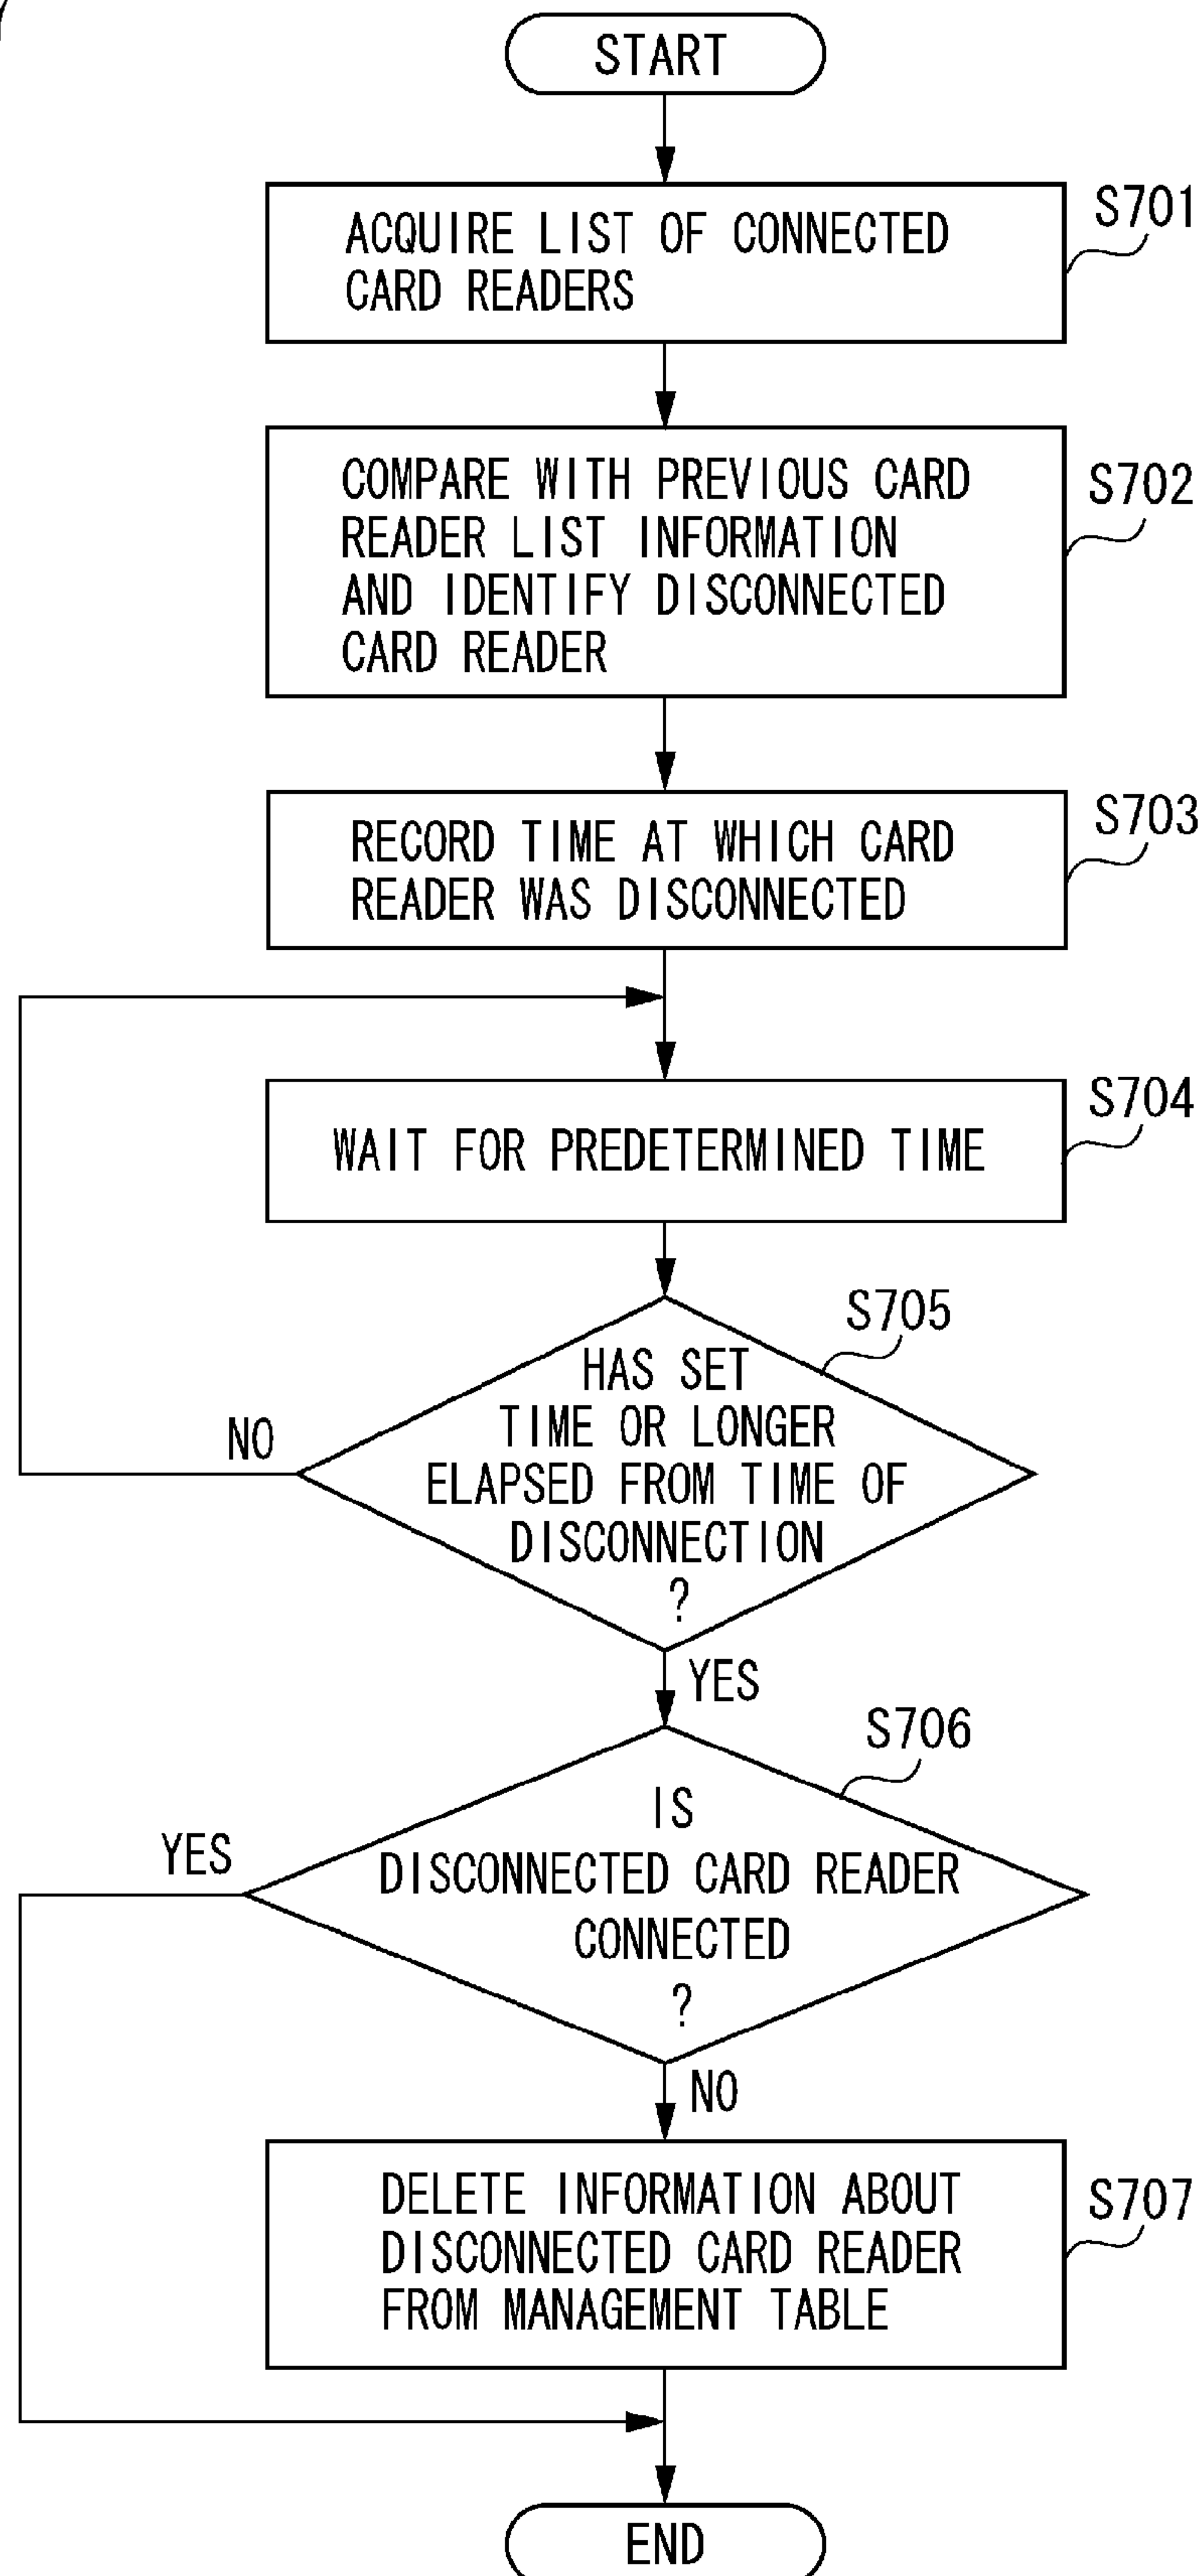 START
S701
ACQUIRE LIST OF CONNECTED
CARD READERS
S702
COMPARE WITH PREVIOUS CARD
READER LIST INFORMATION
AND IDENTIFY DISCONNECTED
CARD READER
S703
RECORD TIME AT WHICH CARD
READER WAS DISCONNECTED
S704
WAIT FOR PREDETERMINED TIME
S705
HAS SET
TIME OR LONGER
ELAPSED FROM TIME OF
DISCONNECTION
?
NO
YES
S706
IS
DISCONNECTED CARD READER
CONNECTED
?
YES
NO
S707
DELETE INFORMATION ABOUT
DISCONNECTED CARD READER
FROM MANAGEMENT TABLE
END